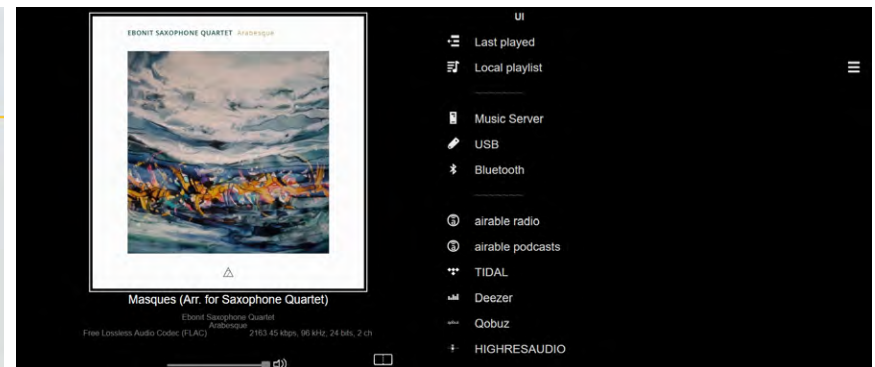 EBONIT SAXOPHONE QUARTET Arabesque
Masques (Arr. for Saxophone Quartet)
Ebonit Saxophone Quartet
Arabesque
Free Lossless Audio Codec (FLAC) 2163.45 kbps, 96 kHz, 24 bits, 2 ch
UI
Last played
Local playlist
Music Server
USB
Bluetooth
airable radio
airable podcasts
TIDAL
Deezer
Qobuz
HIGHRESAUDIO